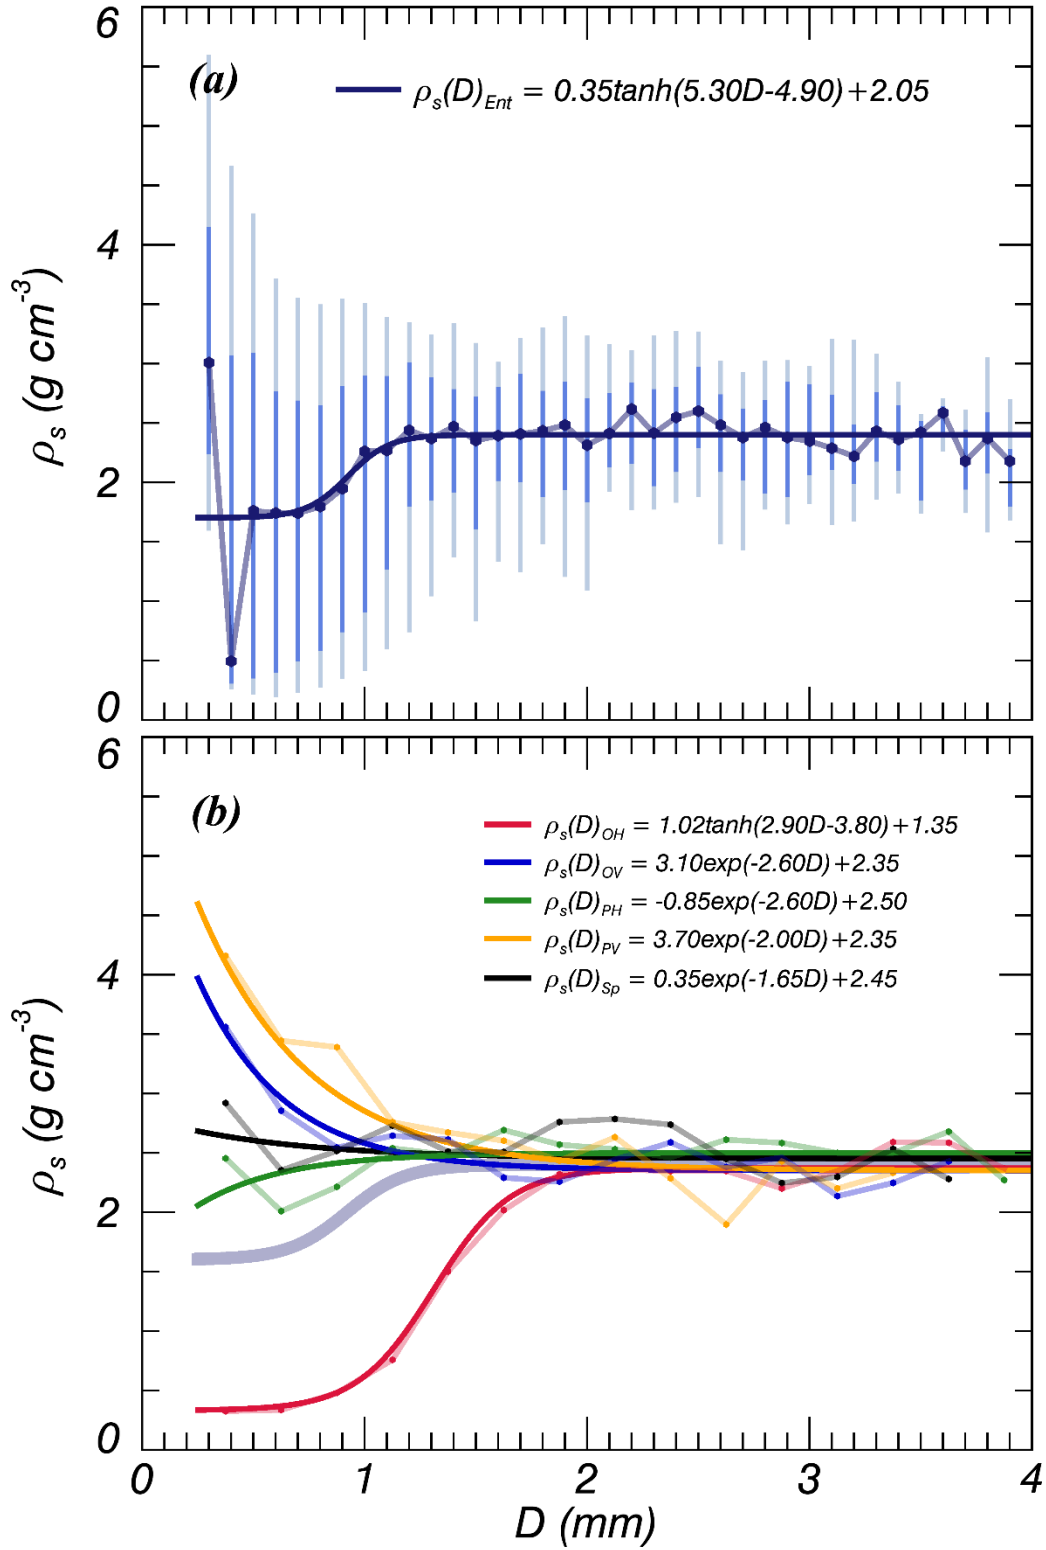 6
(a)
ρs(D)Ent = 0.35tanh(5.30D-4.90)+2.05
4
ρs (g cm-3)
2
0
6
(b)
ρs(D)OH = 1.02tanh(2.90D-3.80)+1.35
ρs(D)OV = 3.10exp(-2.60D)+2.35
ρs(D)PH = -0.85exp(-2.60D)+2.50
ρs(D)PV = 3.70exp(-2.00D)+2.35
ρs(D)Sp = 0.35exp(-1.65D)+2.45
4
ρs (g cm-3)
2
0
0 1 2 3 4
D (mm)